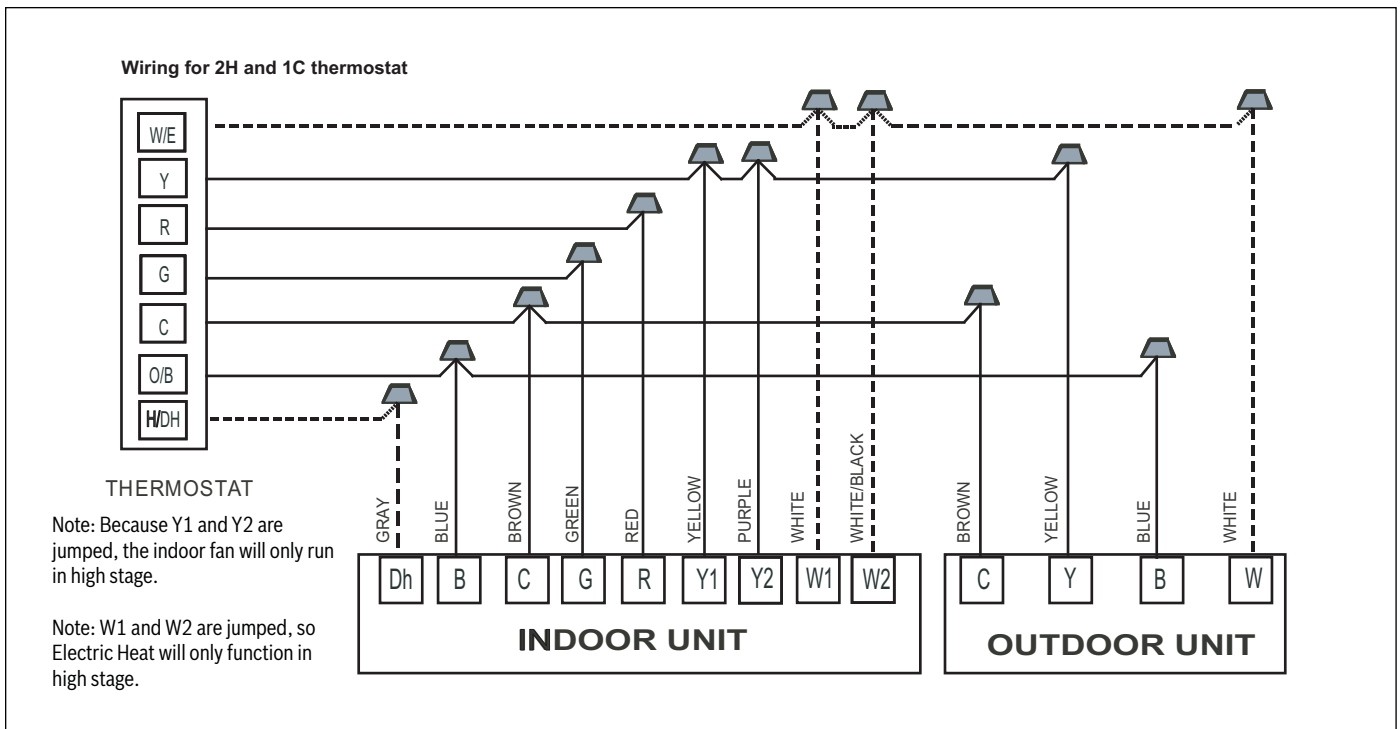 Wiring for 2H and 1C thermostat
W/E
Y
R
G
C
O/B
H/DH
THERMOSTAT
Note: Because Y1 and Y2 are
jumped, the indoor fan will only run
in high stage.
Note: W1 and W2 are jumped, so
Electric Heat will only function in
high stage.
GRAY
BLUE
BROWN
GREEN
RED
YELLOW
PURPLE
WHITE
WHITE/BLACK
BROWN
YELLOW
BLUE
WHITE
Dh B C G R Y1 Y2 W1 W2
INDOOR UNIT
C Y B W
OUTDOOR UNIT